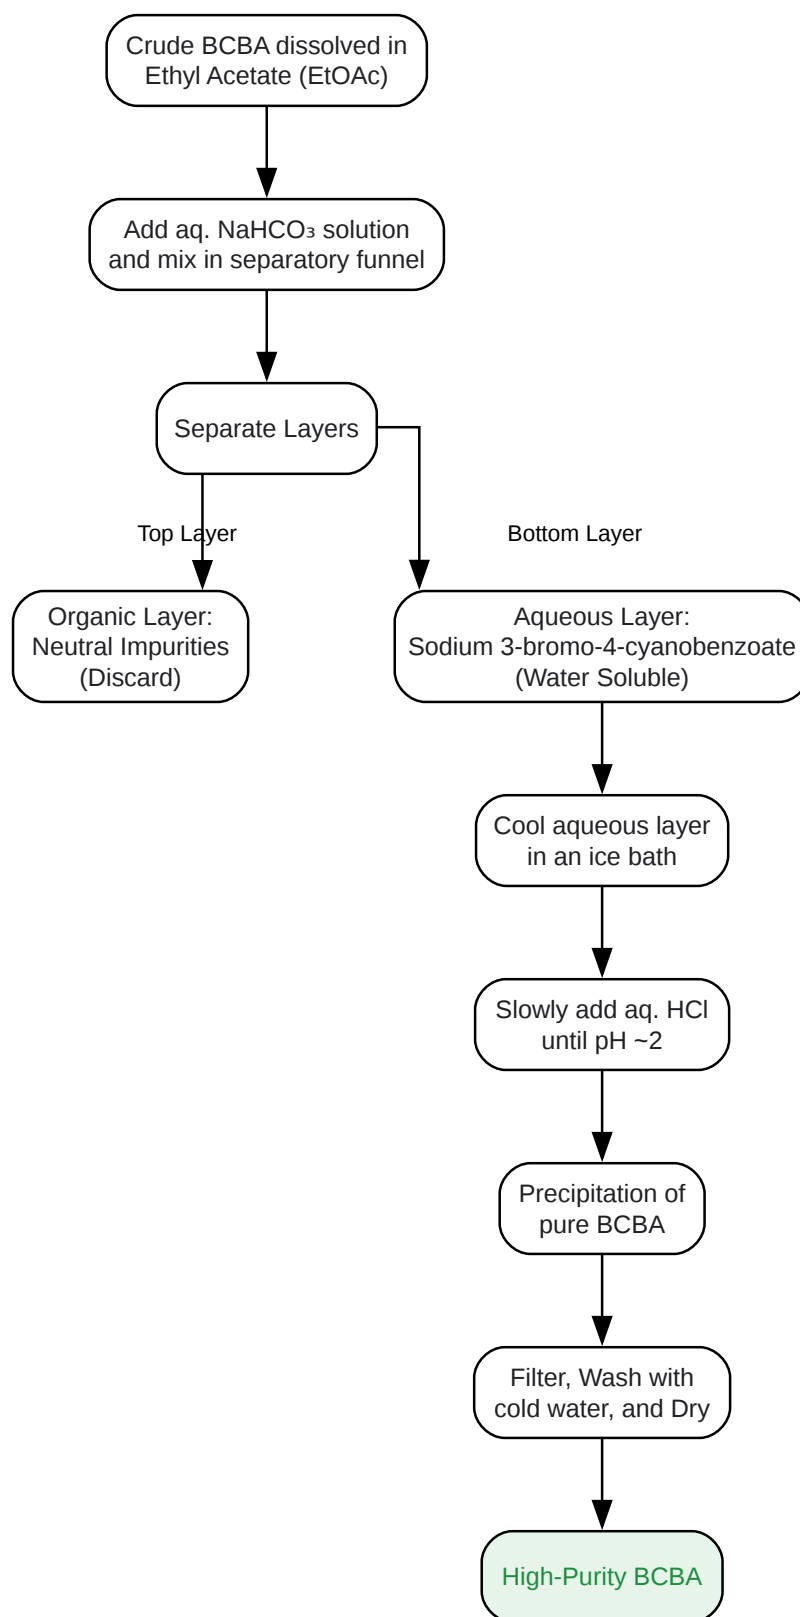 Crude BCBA dissolved in
Ethyl Acetate (EtOAc)
Add aq. NaHCO₃ solution
and mix in separatory funnel
Separate Layers
Top Layer
Bottom Layer
Organic Layer:
Neutral Impurities
(Discard)
Aqueous Layer:
Sodium 3-bromo-4-cyanobenzoate
(Water Soluble)
Cool aqueous layer
in an ice bath
Slowly add aq. HCl
until pH ~2
Precipitation of
pure BCBA
Filter, Wash with
cold water, and Dry
High-Purity BCBA